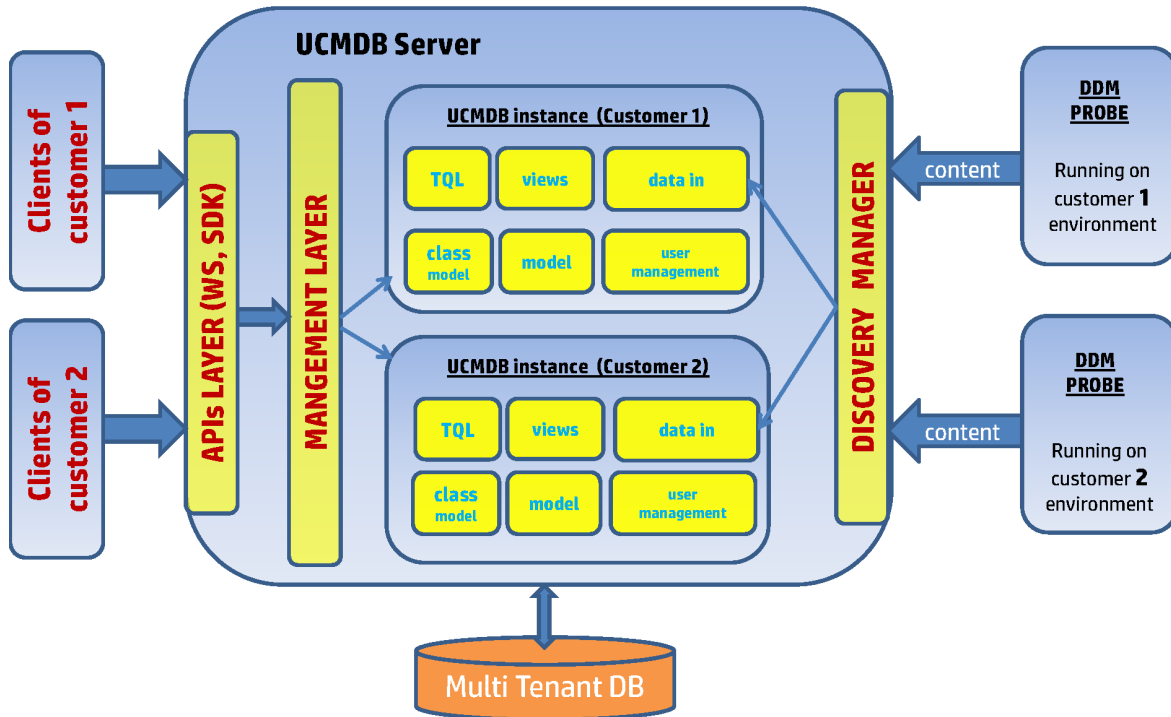 UCMDB Server
Clients of
customer 1
Clients of
customer 2
APIs LAYER (WS, SDK)
MANGEMENT LAYER
UCMDB instance (Customer 1)
TQL
views
data in
class
model
model
user
management
UCMDB instance (Customer 2)
TQL
views
data in
class
model
model
user
management
DISCOVERY MANAGER
content
content
DDM
PROBE
Running on
customer 1
environment
DDM
PROBE
Running on
customer 2
environment
Multi Tenant DB